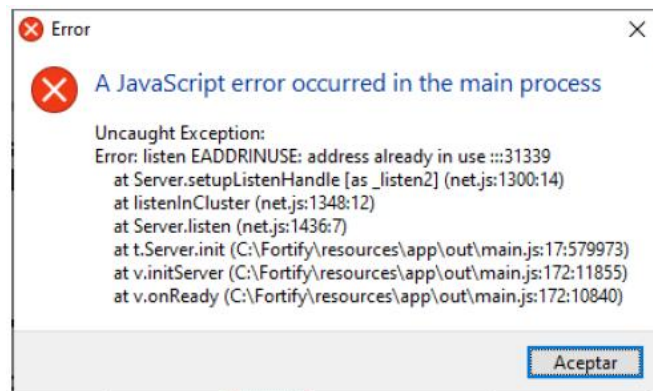 Error
A JavaScript error occurred in the main process
Uncaught Exception:
Error: listen EADDRINUSE: address already in use :::31339
at Server.setupListenHandle [as _listen2] (net.js:1300:14)
at listenInCluster (net.js:1348:12)
at Server.listen (net.js:1436:7)
at t.Server.init (C:\Fortify\resources\app\out\main.js:17:579973)
at v.initServer (C:\Fortify\resources\app\out\main.js:172:11855)
at v.onReady (C:\Fortify\resources\app\out\main.js:172:10840)
Aceptar